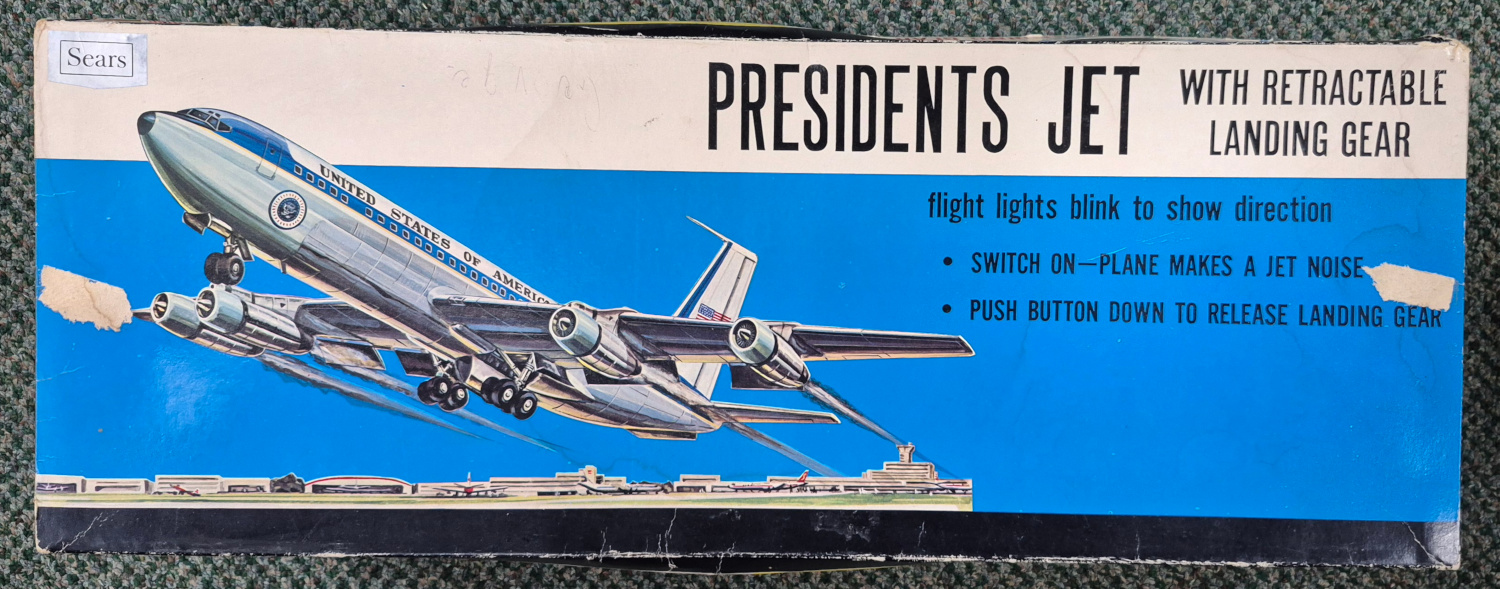 Sears
PRESIDENTS JET
WITH RETRACTABLE
LANDING GEAR
flight lights blink to show direction
• SWITCH ON—PLANE MAKES A JET NOISE
• PUSH BUTTON DOWN TO RELEASE LANDING GEAR
UNITED STATES OF AMERICA